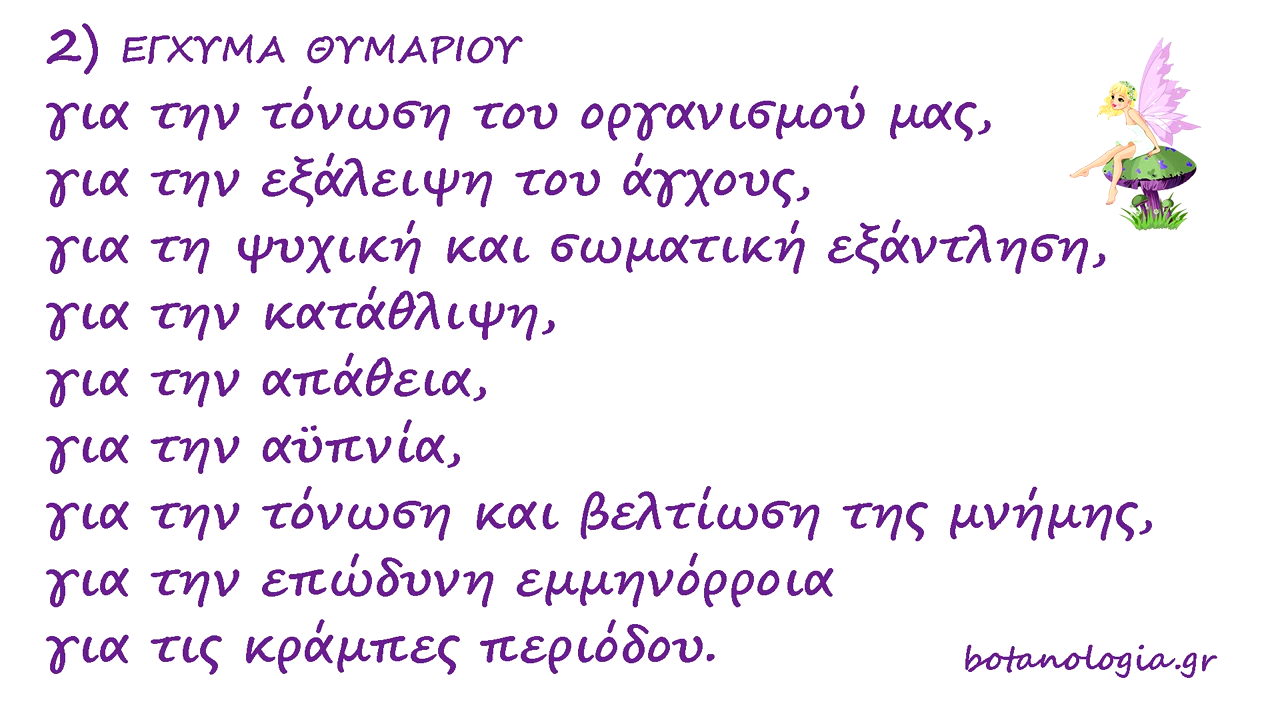 2) ΕΓΧΥΜΑ ΘΥΜΑΡΙΟΥ
για την τόνωση του οργανισμού μας,
για την εξάλειψη του άγχους,
για τη ψυχική και σωματική εξάντληση,
για την κατάθλιψη,
για την απάθεια,
για την αϋπνία,
για την τόνωση και βελτίωση της μνήμης,
για την επώδυνη εμμηνόρροια
για τις κράμπες περιόδου.
botanologia.gr